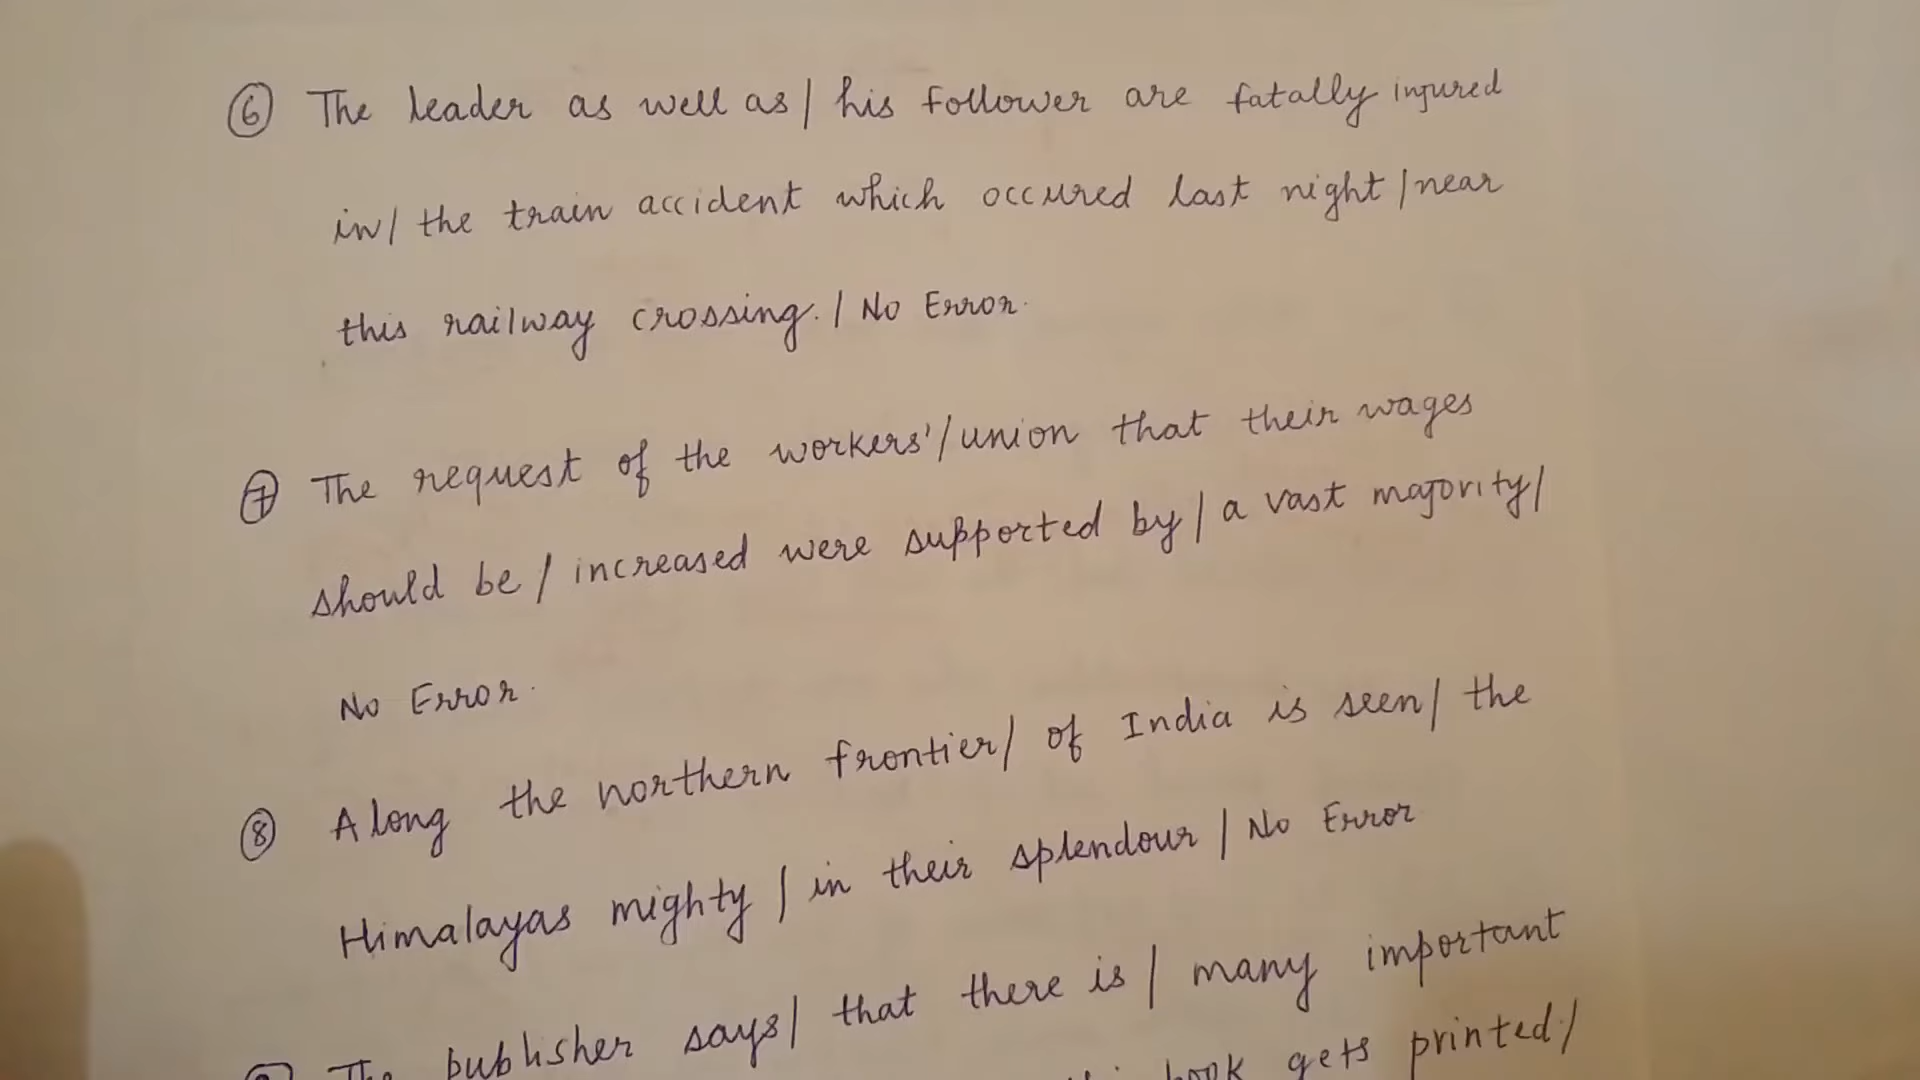 ⑥ The leader as well as / his follower are fatally injured
in / the train accident which occured last night / near
this railway crossing. / No Error.
⑦ The request of the workers' / union that their wages
should be / increased were supported by / a vast majority /
No Error.
⑧ Along the northern frontier / of India is seen / the
Himalayas mighty / in their splendour / No Error
The publisher says / that there is / many important
book gets printed. /